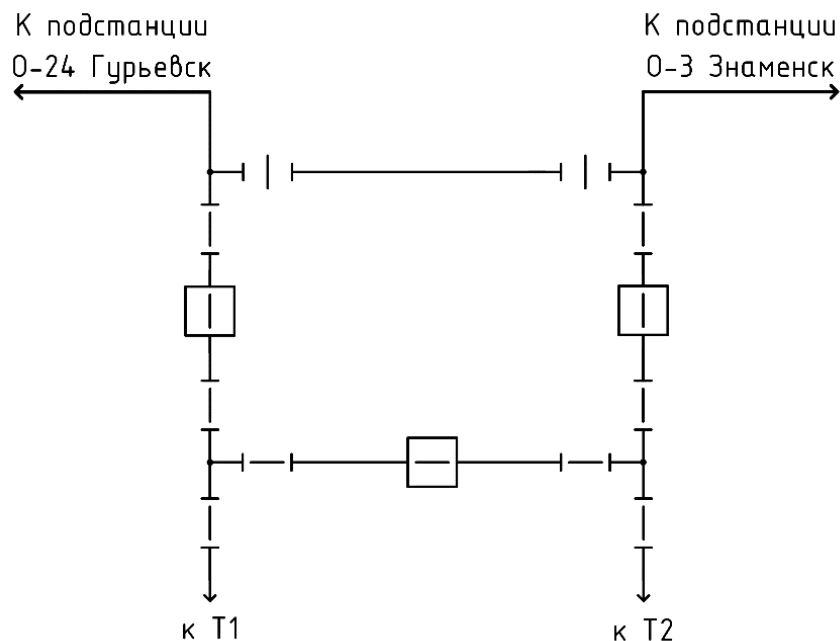 К подстанции
О-24 Гурьевск
К подстанции
О-3 Знаменск
к Т1
к Т2